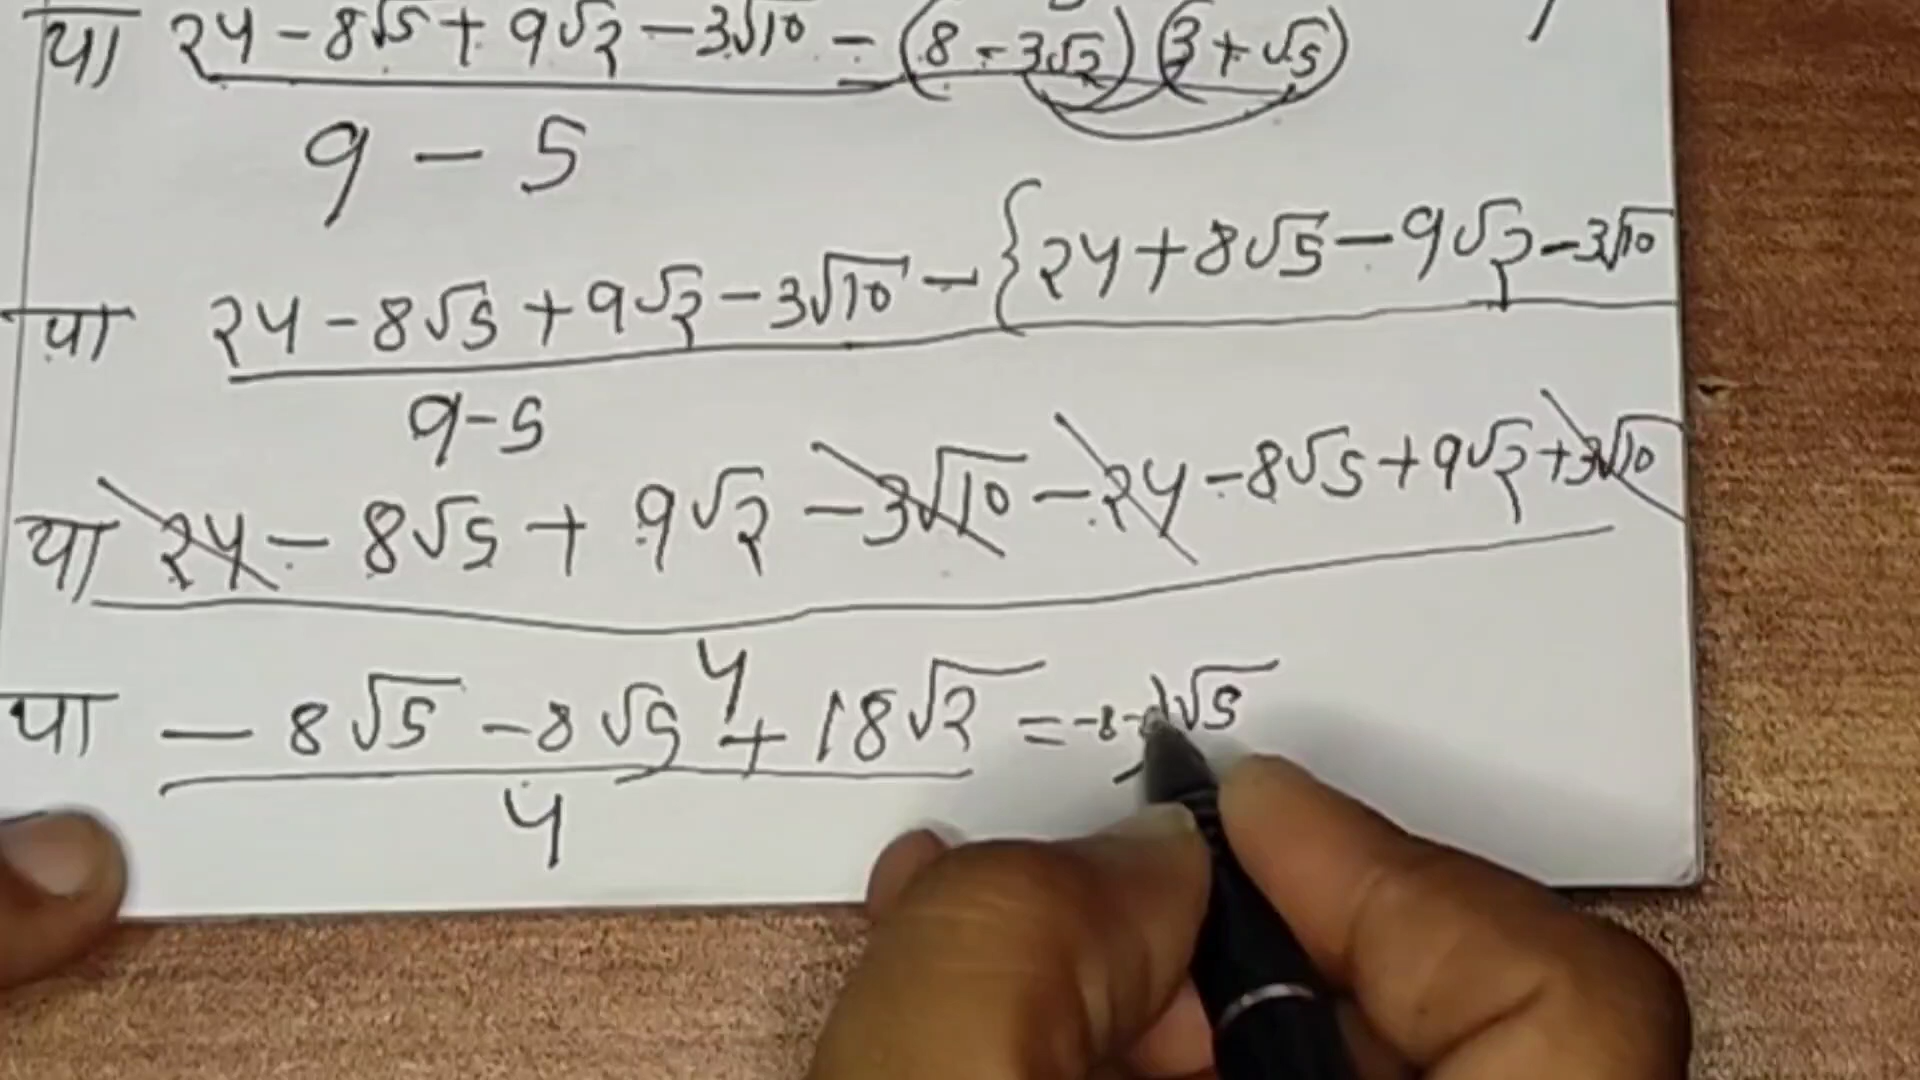 या 24 - 8√5 + 9√2 - 3√10 - (8 - 3√2) (3 + √5)
9 - 5
या 24 - 8√5 + 9√2 - 3√10 - {24 + 8√5 - 9√2 - 3√10
9 - 5
या 24 - 8√5 + 9√2 - 3√10 - 24 - 8√5 + 9√2 + 3√10
4
या - 8√5 - 8√5 + 18√2 = -8 - √5
4